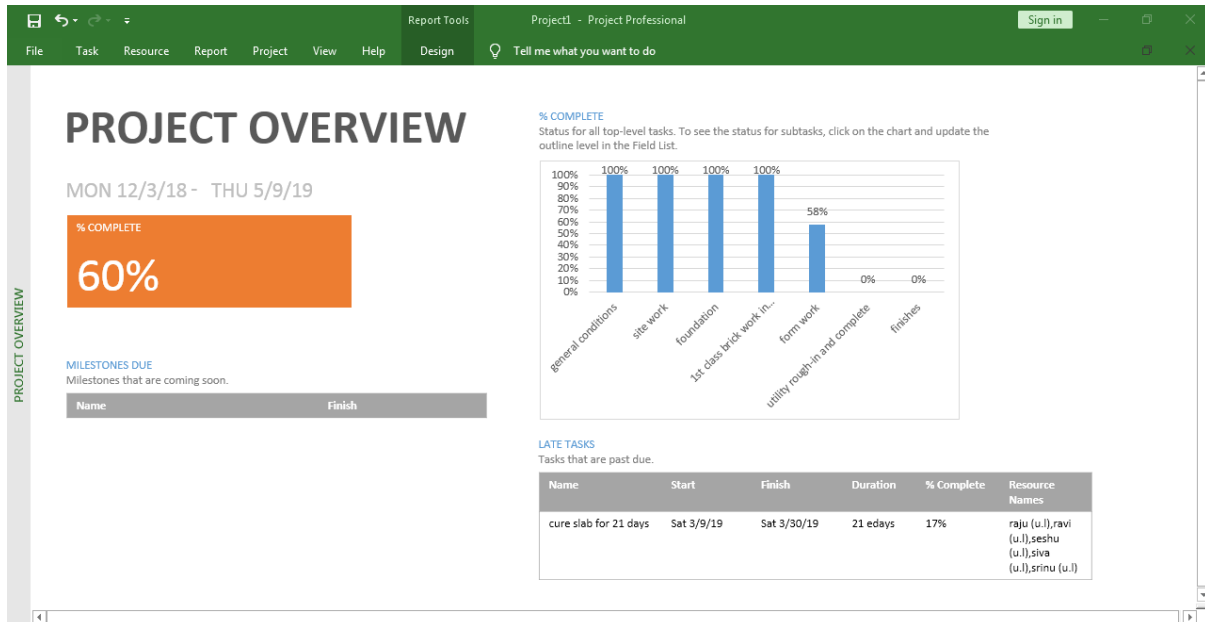 Report Tools
Project1 - Project Professional
Sign in
File Task Resource Report Project View Help Design Tell me what you want to do
PROJECT OVERVIEW
PROJECT OVERVIEW
MON 12/3/18 - THU 5/9/19
% COMPLETE
60%
MILESTONES DUE
Milestones that are coming soon.
Name Finish
% COMPLETE
Status for all top-level tasks. To see the status for subtasks, click on the chart and update the
outline level in the Field List.
100%
90%
80%
70%
60%
50%
40%
30%
20%
10%
0%
100% 100% 100% 100% 58% 0% 0%
general conditions
site work
foundation
1st class brick work in...
form work
utility rough-in and complete
finishes
LATE TASKS
Tasks that are past due.
Name Start Finish Duration % Complete Resource
Names
cure slab for 21 days Sat 3/9/19 Sat 3/30/19 21 edays 17% raju (u.l),ravi
(u.l),seshu
(u.l),siva
(u.l),srinu (u.l)